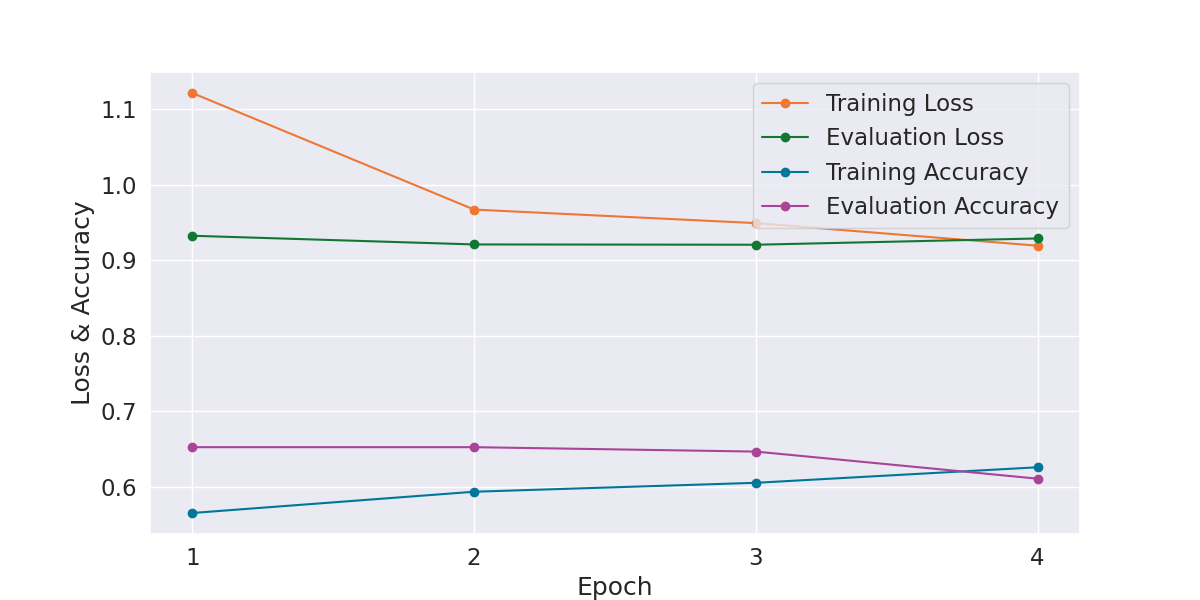 Training Loss
Evaluation Loss
Training Accuracy
Evaluation Accuracy
1.1
1.0
0.9
0.8
0.7
0.6
Loss & Accuracy
1 2 3 4
Epoch